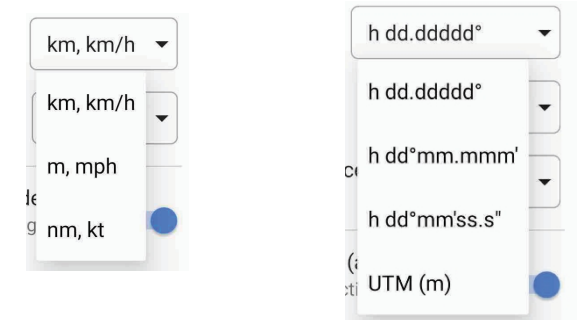 km, km/h
km, km/h
m, mph
nm, kt
h dd.ddddd°
h dd.ddddd°
h dd°mm.mmm'
h dd°mm'ss.s"
UTM (m)